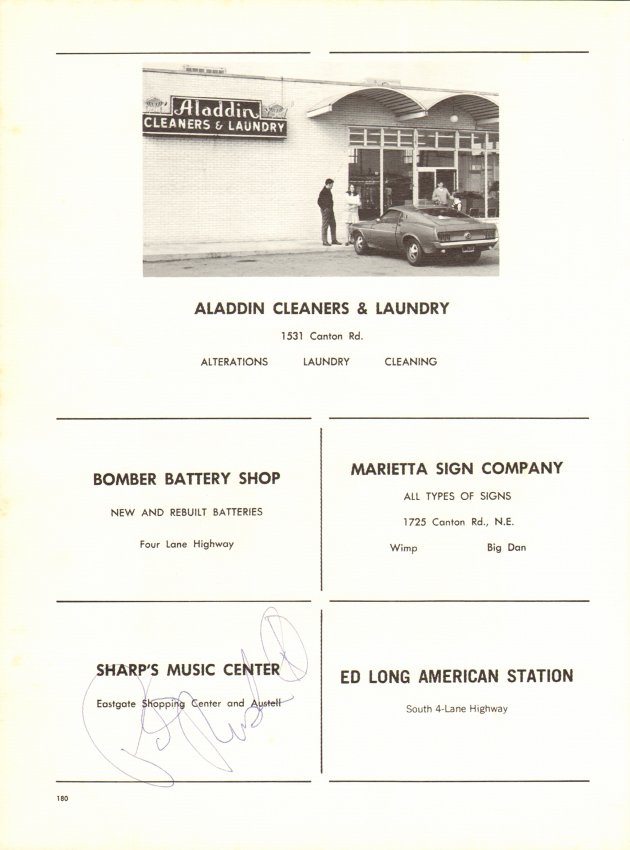 Aladdin
CLEANERS & LAUNDRY
ALADDIN CLEANERS & LAUNDRY
1531 Canton Rd.
ALTERATIONS LAUNDRY CLEANING
BOMBER BATTERY SHOP
NEW AND REBUILT BATTERIES
Four Lane Highway
MARIETTA SIGN COMPANY
ALL TYPES OF SIGNS
1725 Canton Rd., N.E.
Wimp Big Dan
SHARP'S MUSIC CENTER
Eastgate Shopping Center and Austell
ED LONG AMERICAN STATION
South 4-Lane Highway
180